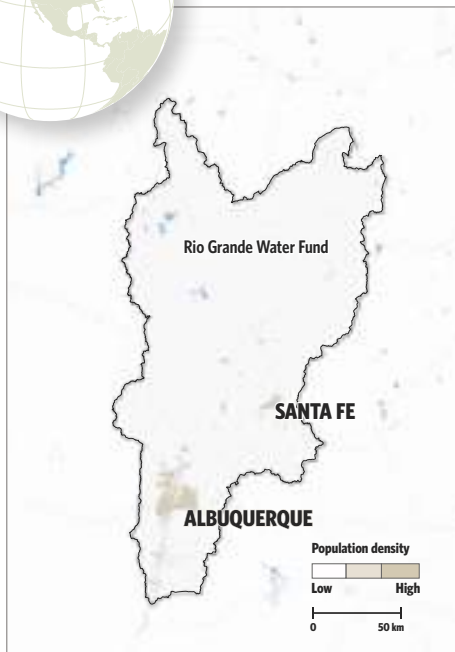 Rio Grande Water Fund
SANTA FE
ALBUQUERQUE
Population density
Low High
0 50 km